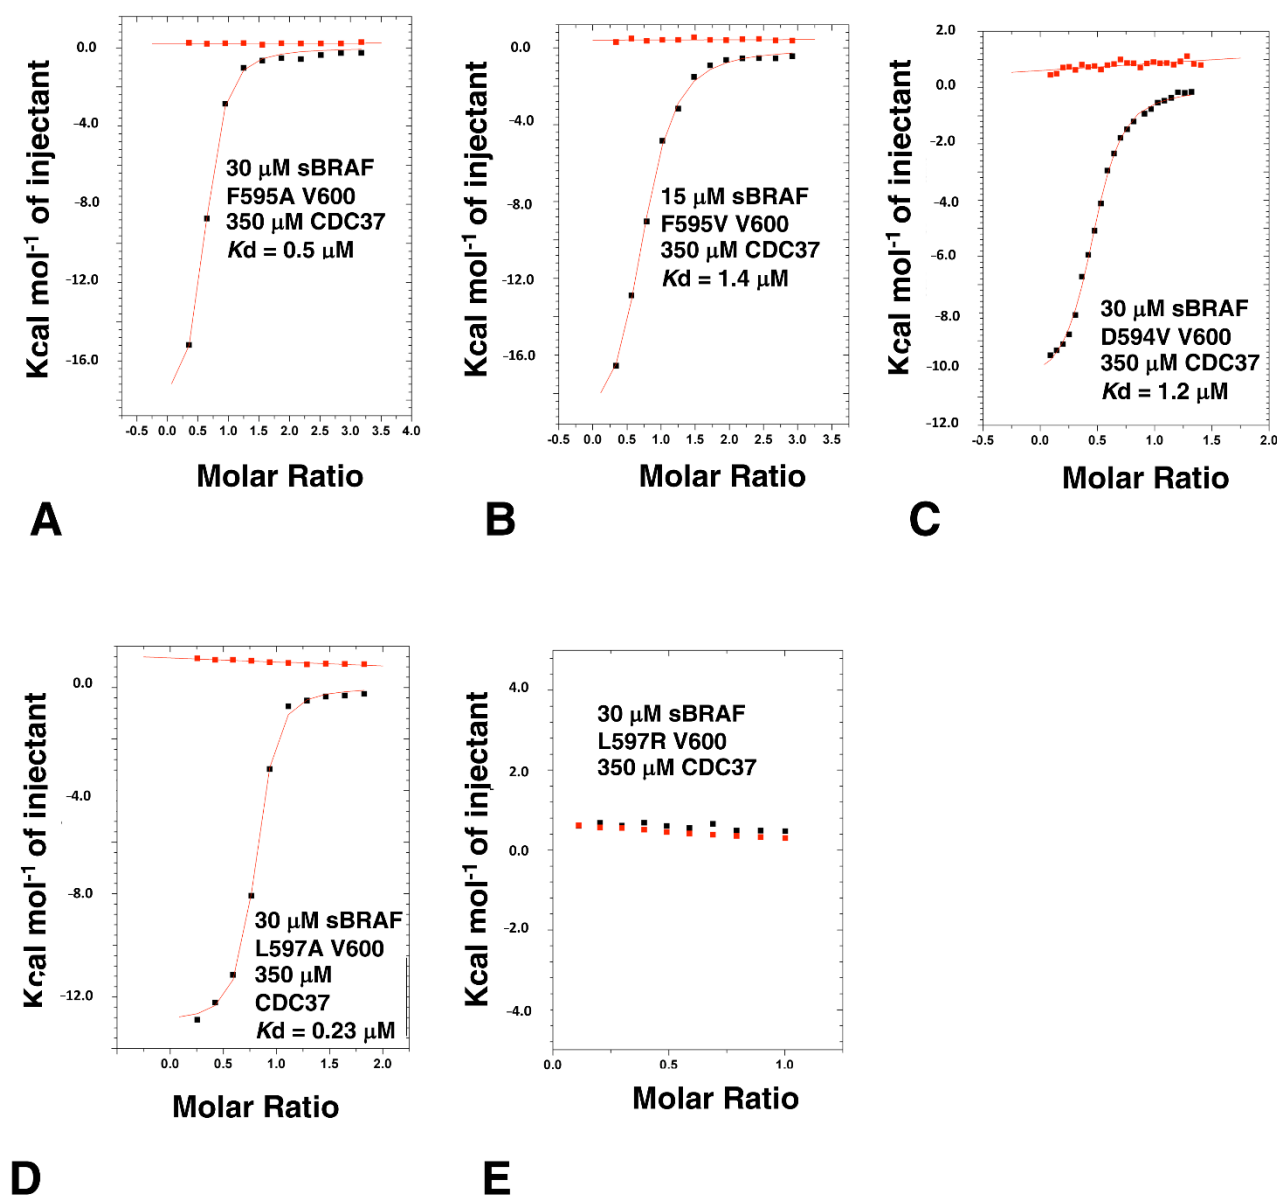 Kcal mol-1 of injectant
0.0
-4.0
-8.0
-12.0
-16.0
30 μM sBRAF
F595A V600
350 μM CDC37
Kd = 0.5 μM
-0.5 0.0 0.5 1.0 1.5 2.0 2.5 3.0 3.5 4.0
Molar Ratio
A
Kcal mol-1 of injectant
0.0
-4.0
-8.0
-12.0
-16.0
15 μM sBRAF
F595V V600
350 μM CDC37
Kd = 1.4 μM
-0.5 0.0 0.5 1.0 1.5 2.0 2.5 3.0 3.5
Molar Ratio
B
Kcal mol-1 of injectant
2.0
0.0
-2.0
-4.0
-6.0
-8.0
-10.0
-12.0
30 μM sBRAF
D594V V600
350 μM CDC37
Kd = 1.2 μM
-0.5 0.0 0.5 1.0 1.5 2.0
Molar Ratio
C
Kcal mol-1 of injectant
0.0
-4.0
-8.0
-12.0
30 μM sBRAF
L597A V600
350 μM
CDC37
Kd = 0.23 μM
0.0 0.5 1.0 1.5 2.0
Molar Ratio
D
Kcal mol-1 of injectant
4.0
2.0
0.0
-2.0
-4.0
30 μM sBRAF
L597R V600
350 μM CDC37
0.0 0.5 1.0
Molar Ratio
E